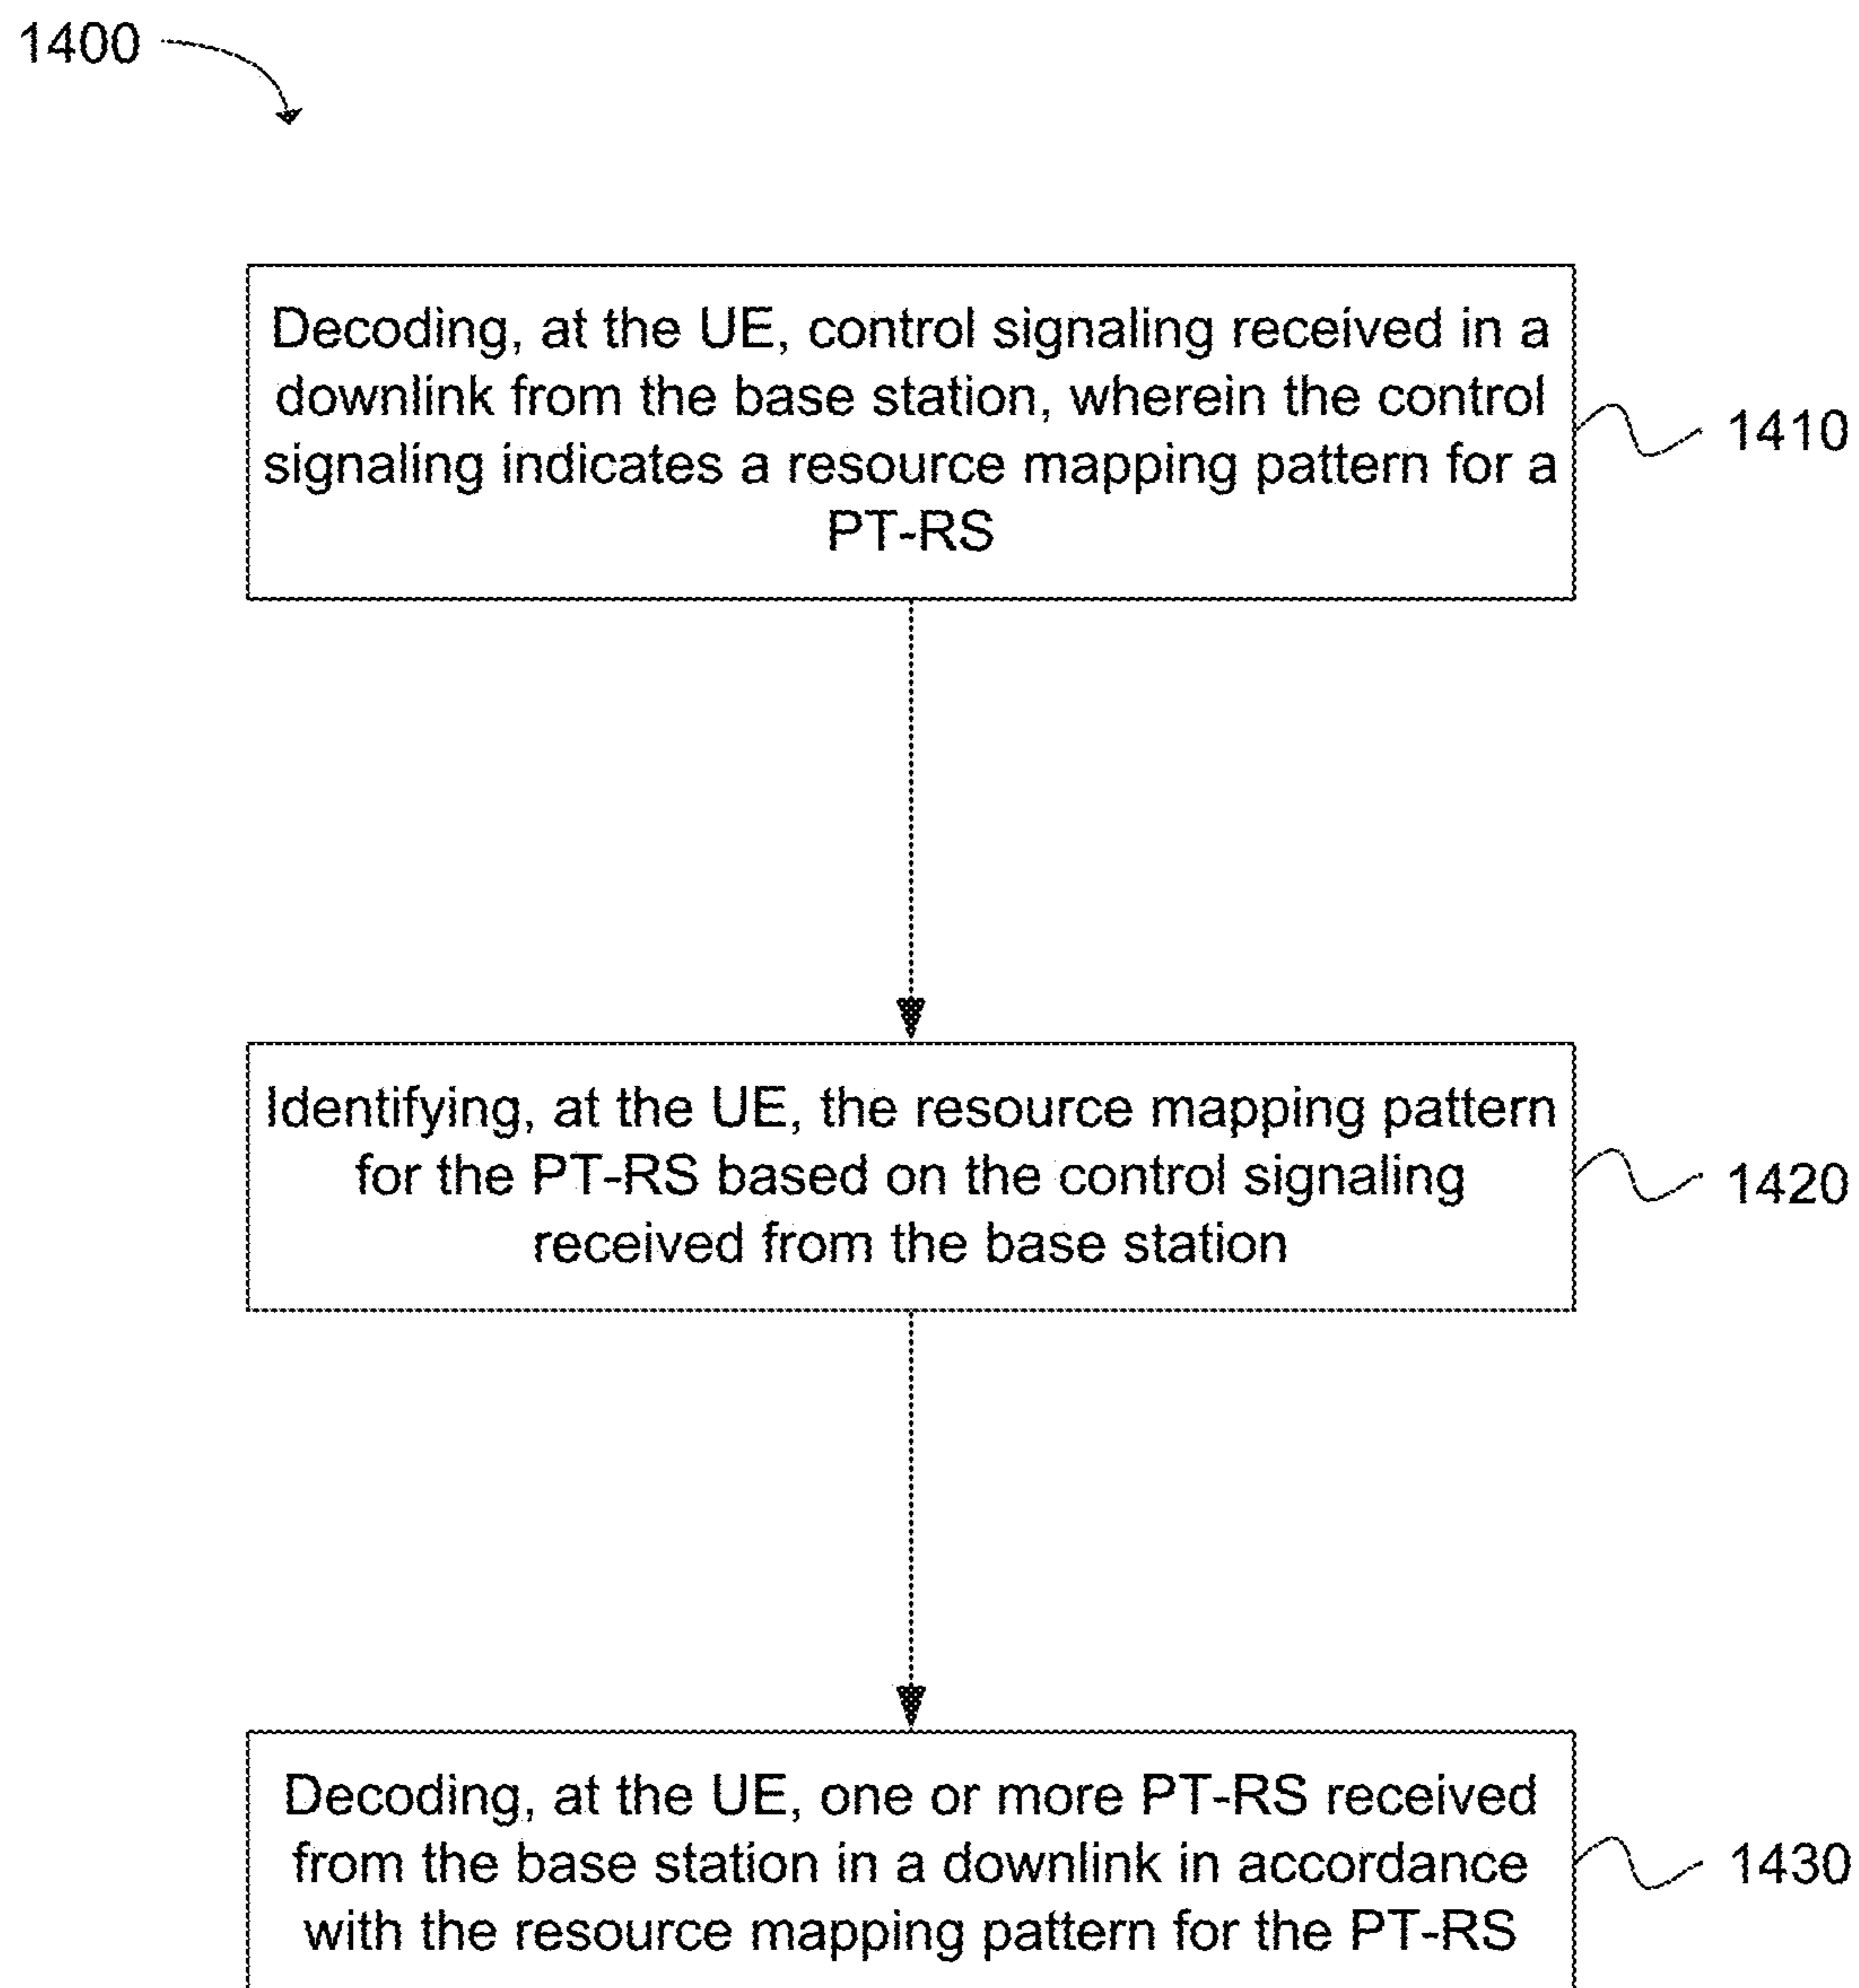 1400
Decoding, at the UE, control signaling received in a
downlink from the base station, wherein the control
signaling indicates a resource mapping pattern for a
PT-RS
1410
Identifying, at the UE, the resource mapping pattern
for the PT-RS based on the control signaling
received from the base station
1420
Decoding, at the UE, one or more PT-RS received
from the base station in a downlink in accordance
with the resource mapping pattern for the PT-RS
1430